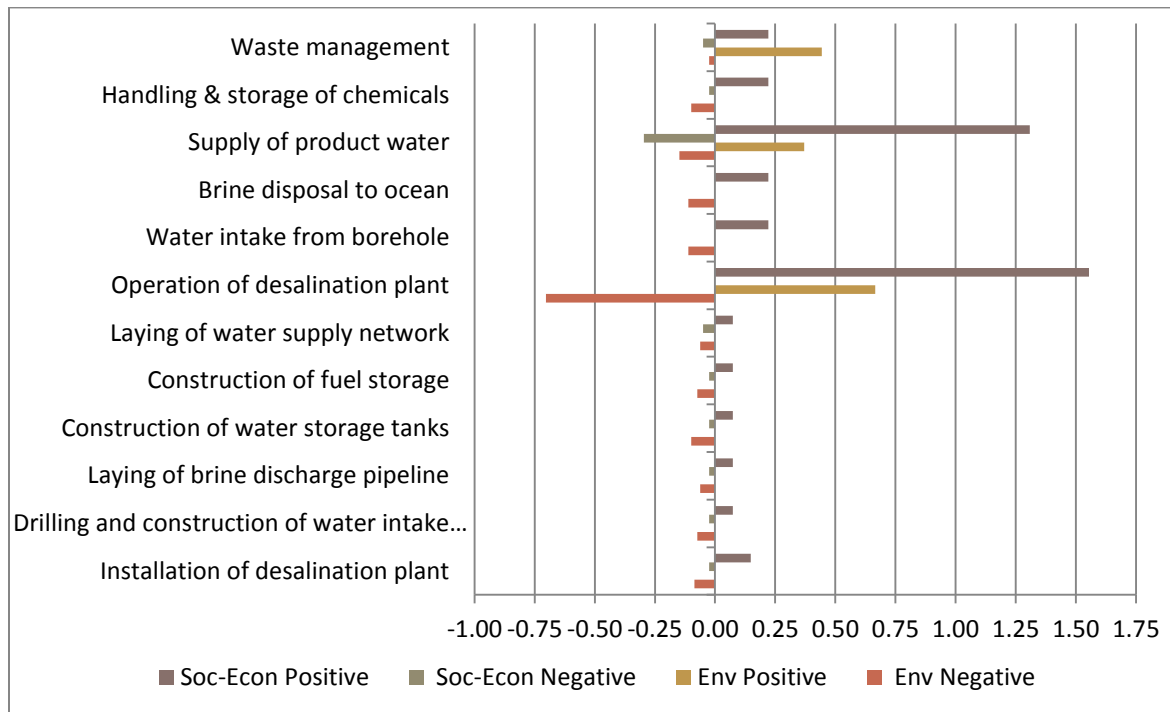 Waste management
Handling & storage of chemicals
Supply of product water
Brine disposal to ocean
Water intake from borehole
Operation of desalination plant
Laying of water supply network
Construction of fuel storage
Construction of water storage tanks
Laying of brine discharge pipeline
Drilling and construction of water intake…
Installation of desalination plant
-1.00 -0.75 -0.50 -0.25 0.00 0.25 0.50 0.75 1.00 1.25 1.50 1.75
Soc-Econ Positive Soc-Econ Negative Env Positive Env Negative